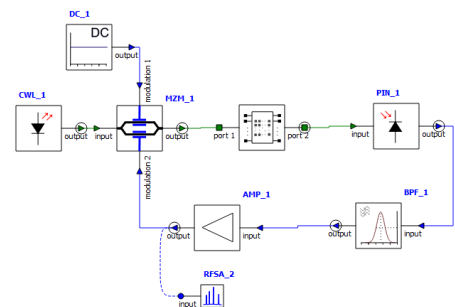 DC_1
DC
output
modulation 1
CWL_1
MZM_1
PIN_1
output
input
output
port 1
port 2
input
output
modulation 2
AMP_1
BPF_1
output
input
output
input
RFSA_2
input